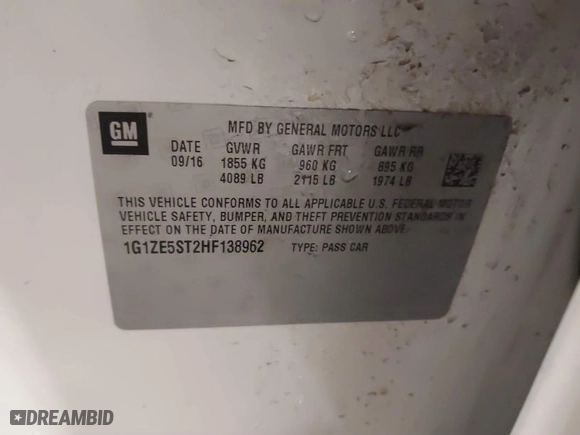 GM
MFD BY GENERAL MOTORS LLC
DATE GVWR GAWR FRT GAWR RR
09/16 1855 KG 960 KG 895 KG
4089 LB 2115 LB 1974 LB
THIS VEHICLE CONFORMS TO ALL APPLICABLE U.S. FEDERAL MOTOR
VEHICLE SAFETY, BUMPER, AND THEFT PREVENTION STANDARDS IN
EFFECT ON THE DATE OF MANUFACTURE SHOWN ABOVE.
1G1ZE5ST2HF138962 TYPE: PASS CAR
DREAMBID